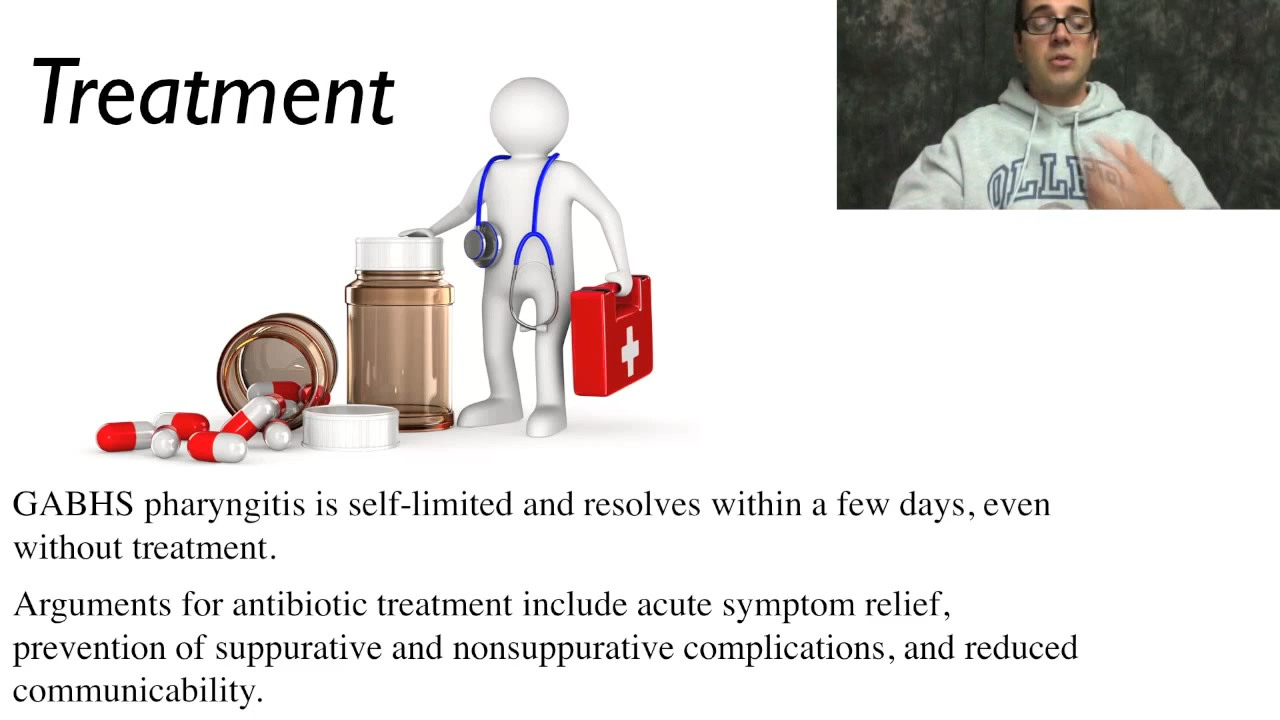 Treatment
GABHS pharyngitis is self-limited and resolves within a few days, even
without treatment.
Arguments for antibiotic treatment include acute symptom relief,
prevention of suppurative and nonsuppurative complications, and reduced
communicability.